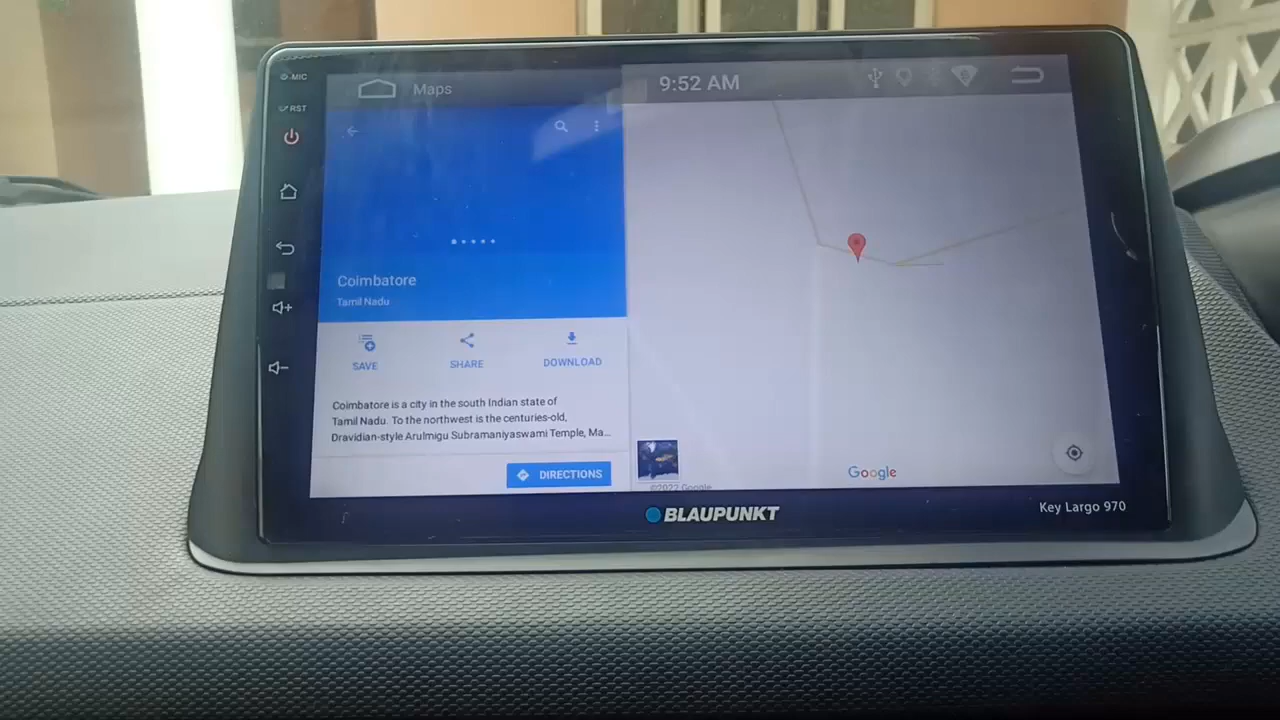 MIC
RST
Maps
9:52 AM
Coimbatore
Tamil Nadu
SAVE
SHARE
DOWNLOAD
Coimbatore is a city in the south Indian state of
Tamil Nadu. To the northwest is the centuries-old,
Dravidian-style Arulmigu Subramaniyaswami Temple, Ma...
DIRECTIONS
Google
©2022 Google
BLAUPUNKT
Key Largo 970